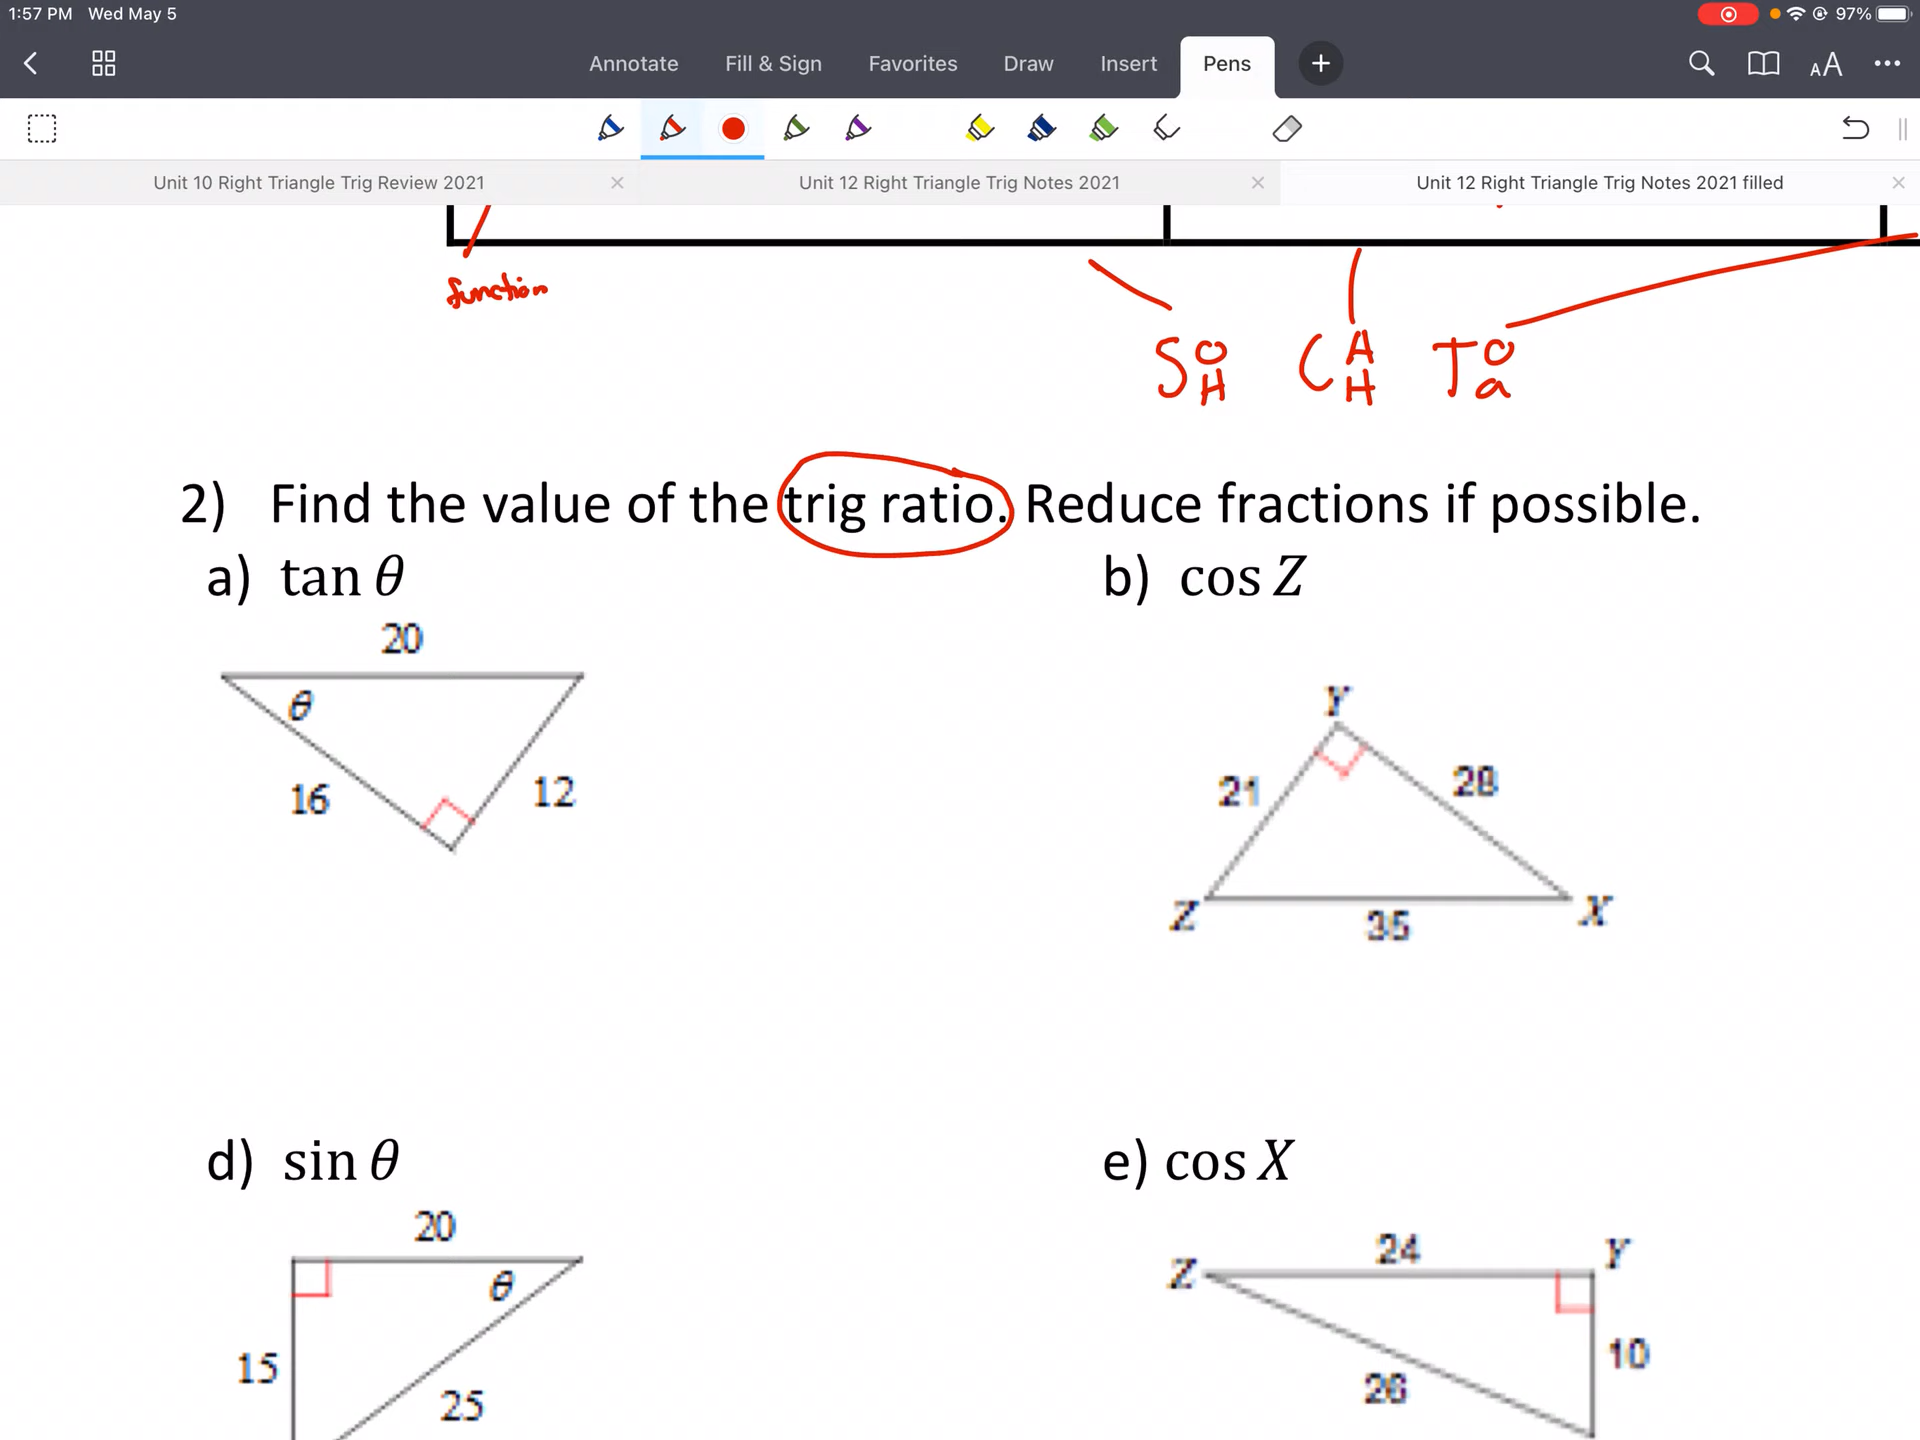 1:57 PM Wed May 5
97%
Annotate Fill & Sign Favorites Draw Insert Pens +
AA
Unit 10 Right Triangle Trig Review 2021
Unit 12 Right Triangle Trig Notes 2021
Unit 12 Right Triangle Trig Notes 2021 filled
function
S O H C A H T O a
2) Find the value of the trig ratio. Reduce fractions if possible.
a) tan θ b) cos Z
20
θ
16
12
Y
21
28
Z
35
X
d) sin θ e) cos X
20
θ
15
25
Z
24
Y
10
26